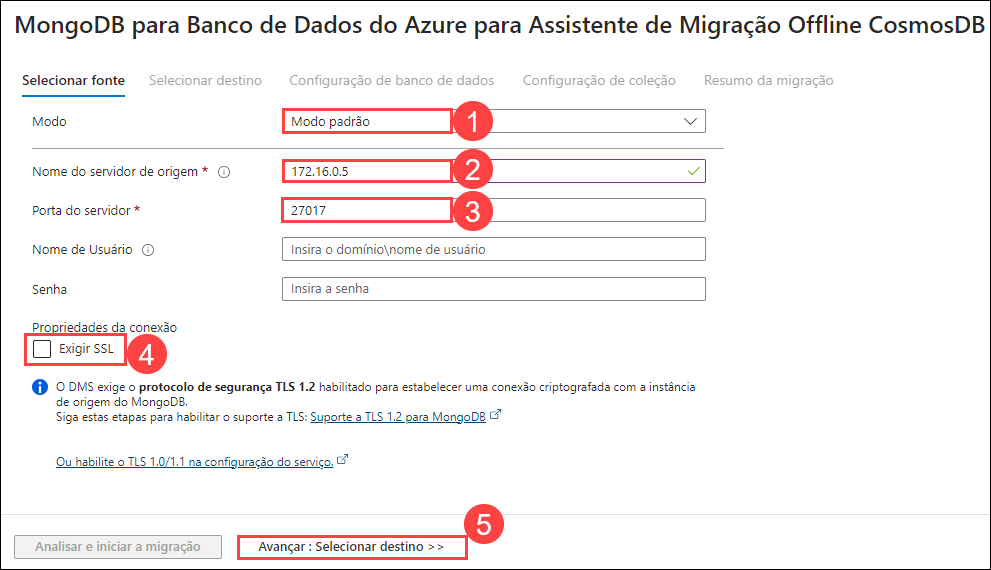 MongoDB para Banco de Dados do Azure para Assistente de Migração Offline CosmosDB
Selecionar fonte Selecionar destino Configuração de banco de dados Configuração de coleção Resumo da migração
Modo Modo padrão 1
Nome do servidor de origem * 172.16.0.5 2
Porta do servidor * 27017 3
Nome de Usuário Insira o domínio\nome de usuário
Senha Insira a senha
Propriedades da conexão
Exigir SSL 4
O DMS exige o protocolo de segurança TLS 1.2 habilitado para estabelecer uma conexão criptografada com a instância
de origem do MongoDB.
Siga estas etapas para habilitar o suporte a TLS: Suporte a TLS 1.2 para MongoDB
Ou habilite o TLS 1.0/1.1 na configuração do serviço.
5
Analisar e iniciar a migração Avançar : Selecionar destino >>